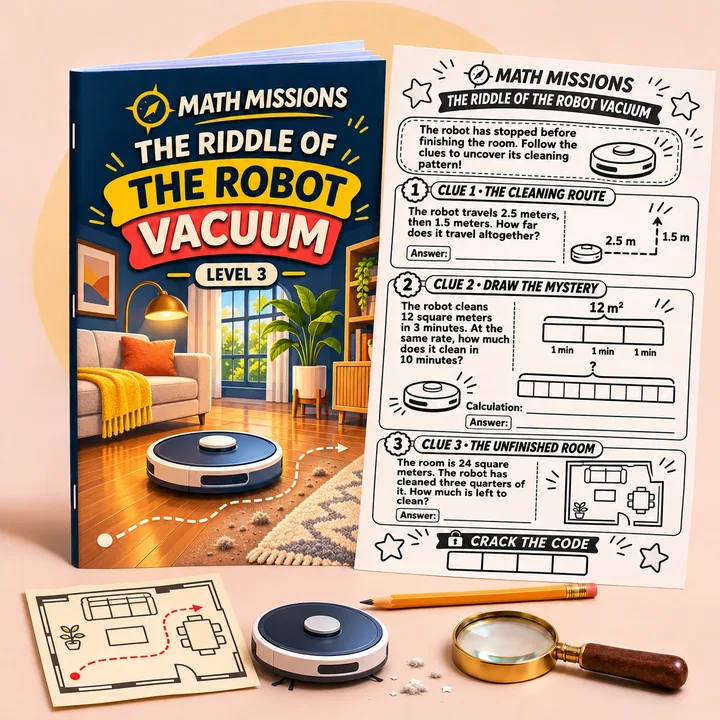 MATH MISSIONS
THE RIDDLE OF
THE ROBOT
VACUUM
LEVEL 3
MATH MISSIONS
THE RIDDLE OF THE ROBOT VACUUM
The robot has stopped before
finishing the room. Follow the
clues to uncover its cleaning
pattern!
1 CLUE 1 • THE CLEANING ROUTE
The robot travels 2.5 meters,
then 1.5 meters. How far
does it travel altogether?
Answer:
2.5 m
1.5 m
2 CLUE 2 • DRAW THE MYSTERY
The robot cleans
12 square meters
in 3 minutes. At the
same rate, how much
does it clean in
10 minutes?
12 m²
1 min 1 min 1 min
?
Calculation:
Answer:
3 CLUE 3 • THE UNFINISHED ROOM
The room is 24 square
meters. The robot has
cleaned three quarters of
it. How much is left to
clean?
Answer:
CRACK THE CODE